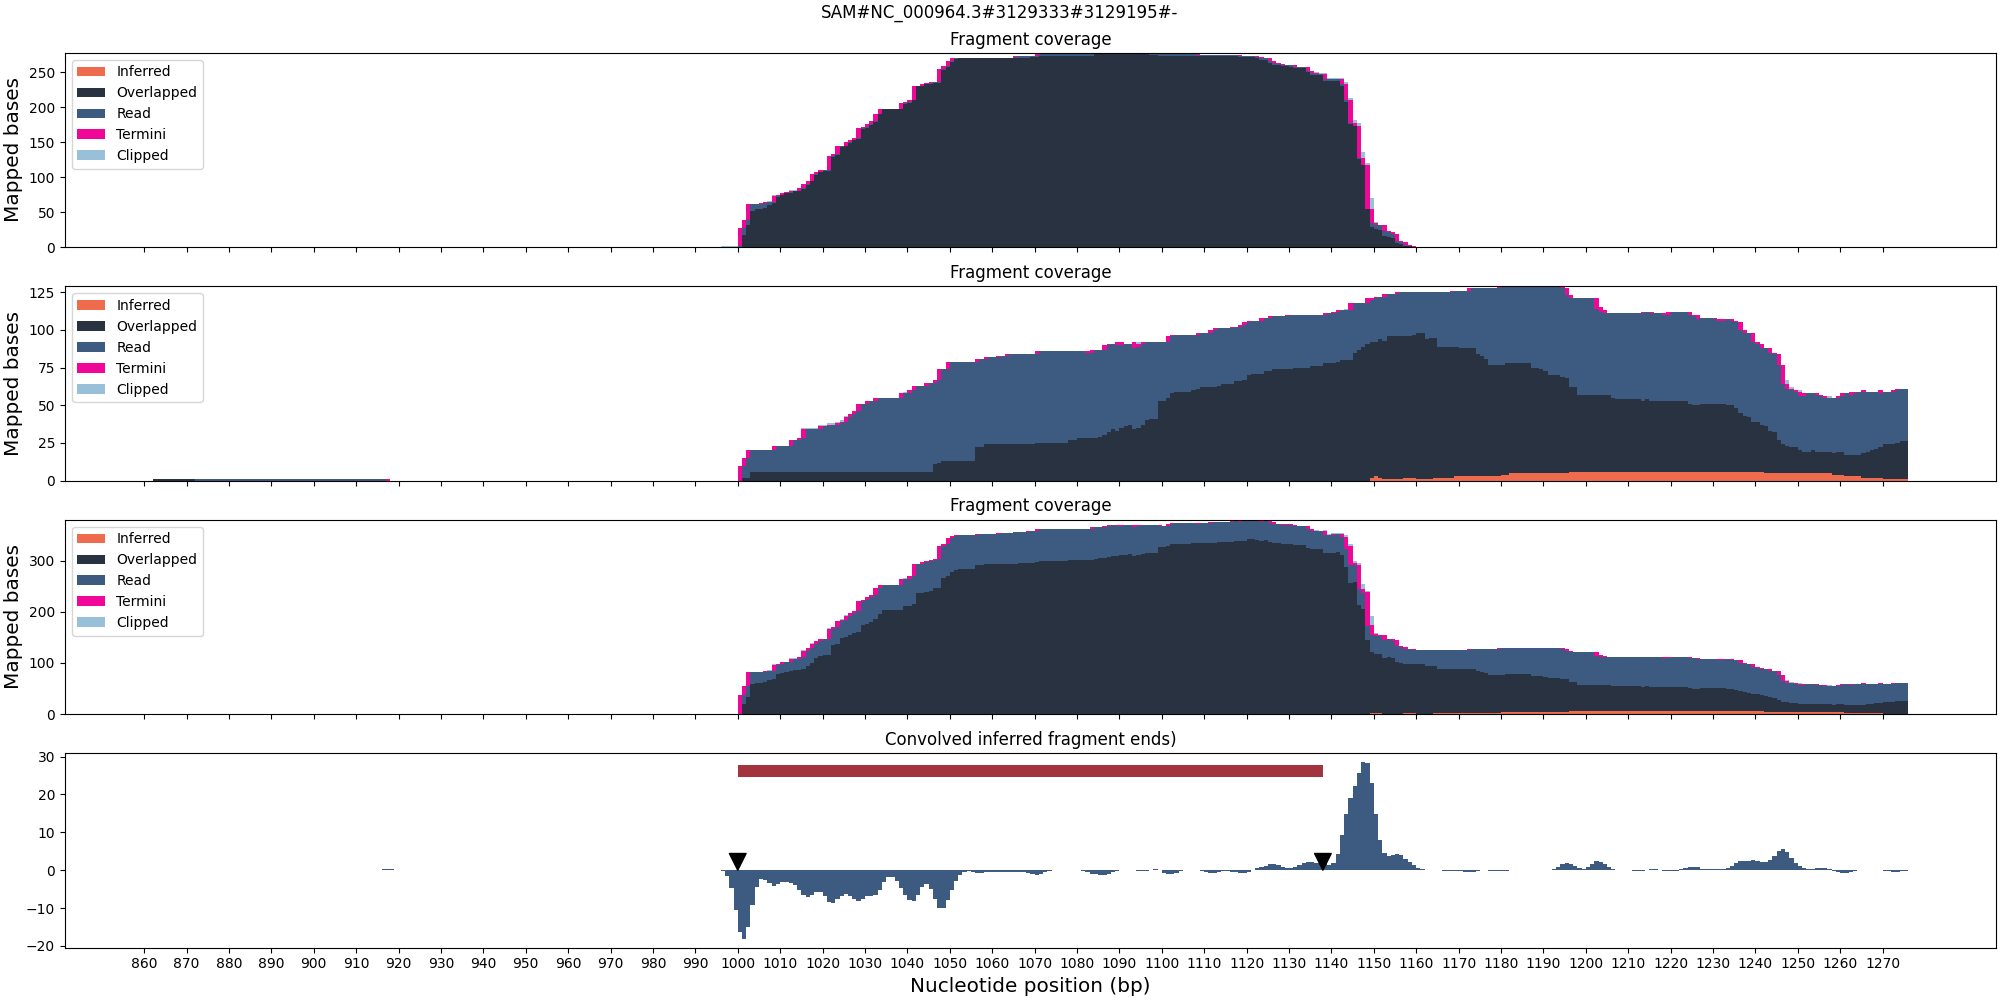 SAM#NC_000964.3#3129333#3129195#-
Fragment coverage
Mapped bases
250
200
150
100
50
0
Inferred
Overlapped
Read
Termini
Clipped
Fragment coverage
Mapped bases
125
100
75
50
25
0
Inferred
Overlapped
Read
Termini
Clipped
Fragment coverage
Mapped bases
300
200
100
0
Inferred
Overlapped
Read
Termini
Clipped
Convolved inferred fragment ends)
30
20
10
0
−10
−20
860 870 880 890 900 910 920 930 940 950 960 970 980 990 1000 1010 1020 1030 1040 1050 1060 1070 1080 1090 1100 1110 1120 1130 1140 1150 1160 1170 1180 1190 1200 1210 1220 1230 1240 1250 1260 1270
Nucleotide position (bp)